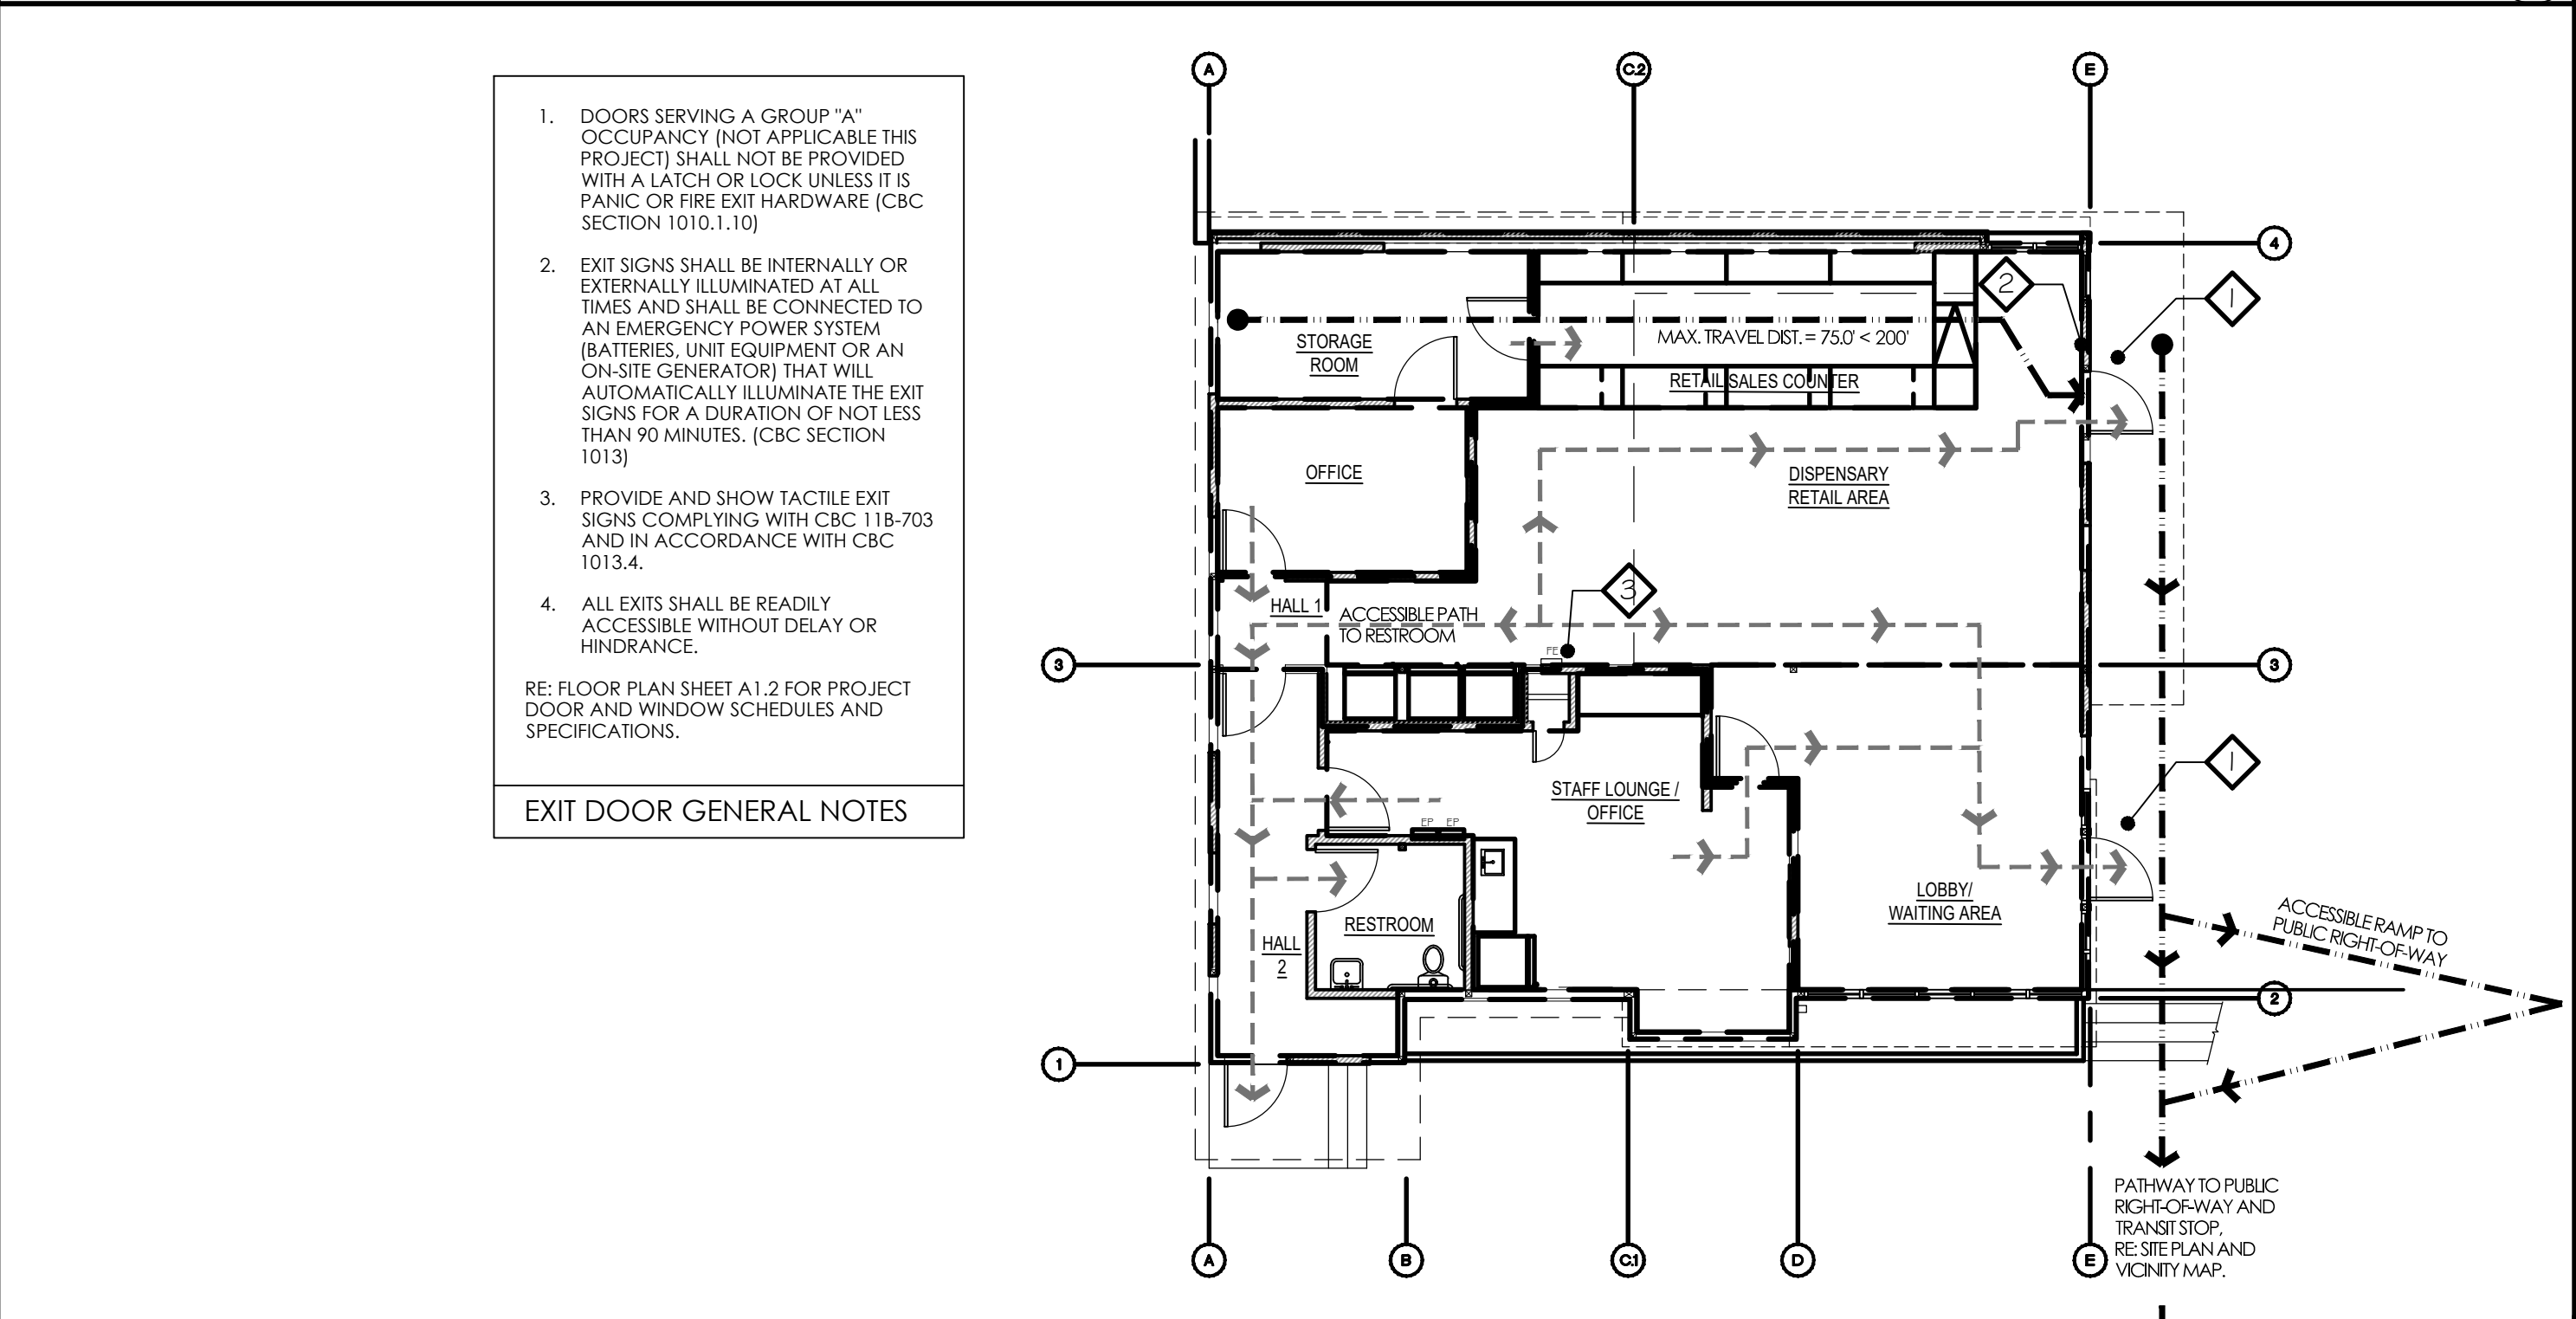 1. DOORS SERVING A GROUP "A"
OCCUPANCY (NOT APPLICABLE THIS
PROJECT) SHALL NOT BE PROVIDED
WITH A LATCH OR LOCK UNLESS IT IS
PANIC OR FIRE EXIT HARDWARE (CBC
SECTION 1010.1.10)
2. EXIT SIGNS SHALL BE INTERNALLY OR
EXTERNALLY ILLUMINATED AT ALL
TIMES AND SHALL BE CONNECTED TO
AN EMERGENCY POWER SYSTEM
(BATTERIES, UNIT EQUIPMENT OR AN
ON-SITE GENERATOR) THAT WILL
AUTOMATICALLY ILLUMINATE THE EXIT
SIGNS FOR A DURATION OF NOT LESS
THAN 90 MINUTES. (CBC SECTION
1013)
3. PROVIDE AND SHOW TACTILE EXIT
SIGNS COMPLYING WITH CBC 11B-703
AND IN ACCORDANCE WITH CBC
1013.4.
4. ALL EXITS SHALL BE READILY
ACCESSIBLE WITHOUT DELAY OR
HINDRANCE.
RE: FLOOR PLAN SHEET A1.2 FOR PROJECT
DOOR AND WINDOW SCHEDULES AND
SPECIFICATIONS.
EXIT DOOR GENERAL NOTES
A
C.2
E
4
2
1
STORAGE
ROOM
MAX. TRAVEL DIST. = 75.0' < 200'
RETAIL SALES COUNTER
OFFICE
DISPENSARY
RETAIL AREA
3
HALL 1
ACCESSIBLE PATH
TO RESTROOM
FE
3
3
1
STAFF LOUNGE /
OFFICE
EP EP
LOBBY/
WAITING AREA
RESTROOM
HALL
2
ACCESSIBLE RAMP TO
PUBLIC RIGHT-OF-WAY
2
1
PATHWAY TO PUBLIC
RIGHT-OF-WAY AND
TRANSIT STOP,
RE: SITE PLAN AND
VICINITY MAP.
A
B
C.1
D
E